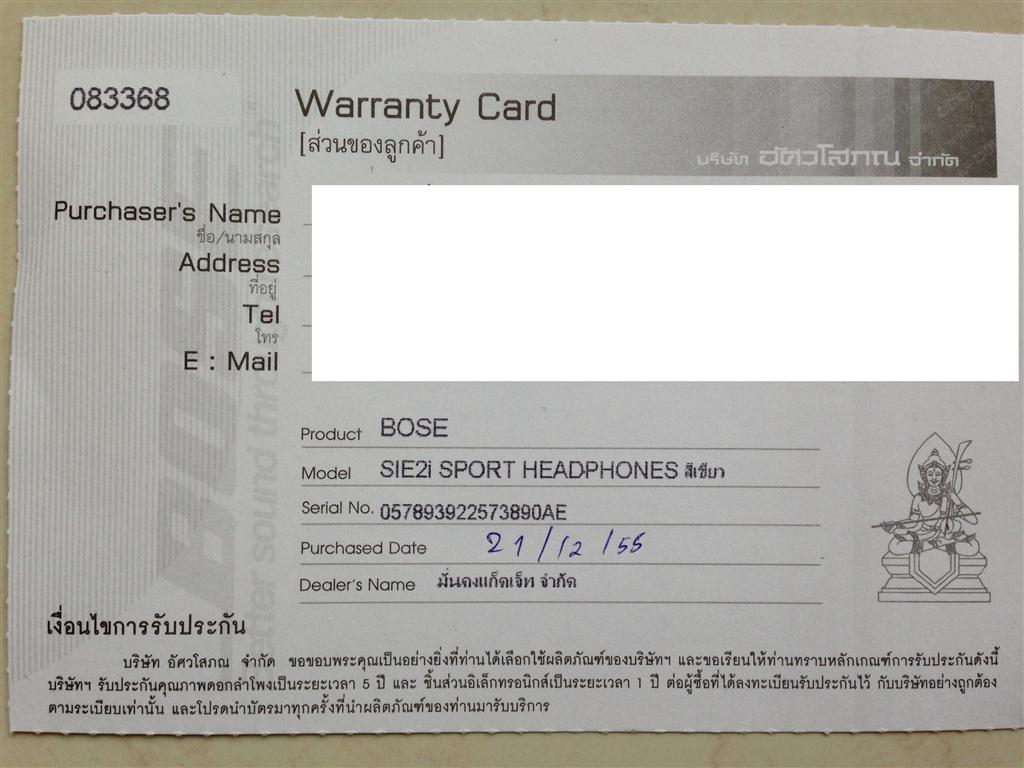 083368
Warranty Card
[ส่วนของลูกค้า]
บริษัท อัศวโสภณ จำกัด
Purchaser's Name
ชื่อ/นามสกุล
Address
ที่อยู่
Tel
โทร
E : Mail
Product BOSE
Model SIE2i SPORT HEADPHONES สีเขียว
Serial No. 057893922573890AE
Purchased Date 21/12/55
Dealer's Name มั่นคงแก็ดเจ็ท จำกัด
BOSE
Better sound through research
เงื่อนไขการรับประกัน
บริษัท อัศวโสภณ จำกัด ขอขอบพระคุณเป็นอย่างยิ่งที่ท่านได้เลือกใช้ผลิตภัณฑ์ของบริษัทฯ และขอเรียนให้ท่านทราบหลักเกณฑ์การรับประกันดังนี้
บริษัทฯ รับประกันคุณภาพดอกลำโพงเป็นระยะเวลา 5 ปี และ ชิ้นส่วนอิเล็กทรอนิกส์เป็นระยะเวลา 1 ปี ต่อผู้ซื้อที่ได้ลงทะเบียนรับประกันไว้ กับบริษัทอย่างถูกต้อง
ตามระเบียบเท่านั้น และโปรดนำบัตรมาทุกครั้งที่นำผลิตภัณฑ์ของท่านมารับบริการ